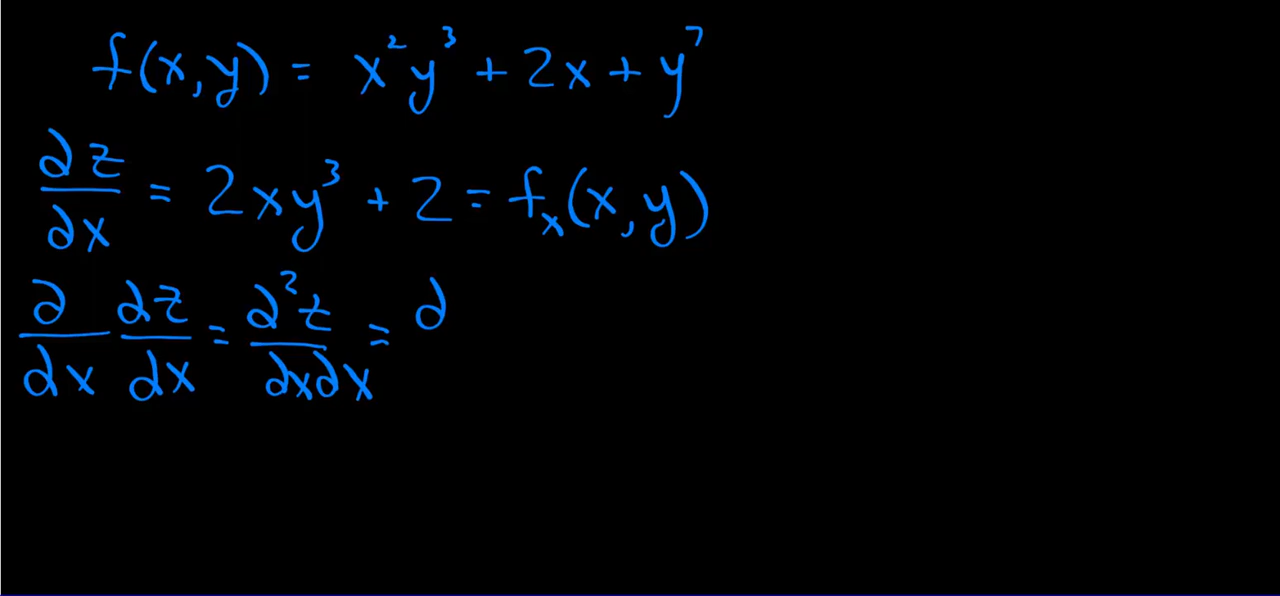 f(x,y) = x²y³ + 2x + y⁷
∂z/∂x = 2xy³ + 2 = fₓ(x,y)
∂/∂x ∂z/∂x = ∂²z/∂x∂x = ∂